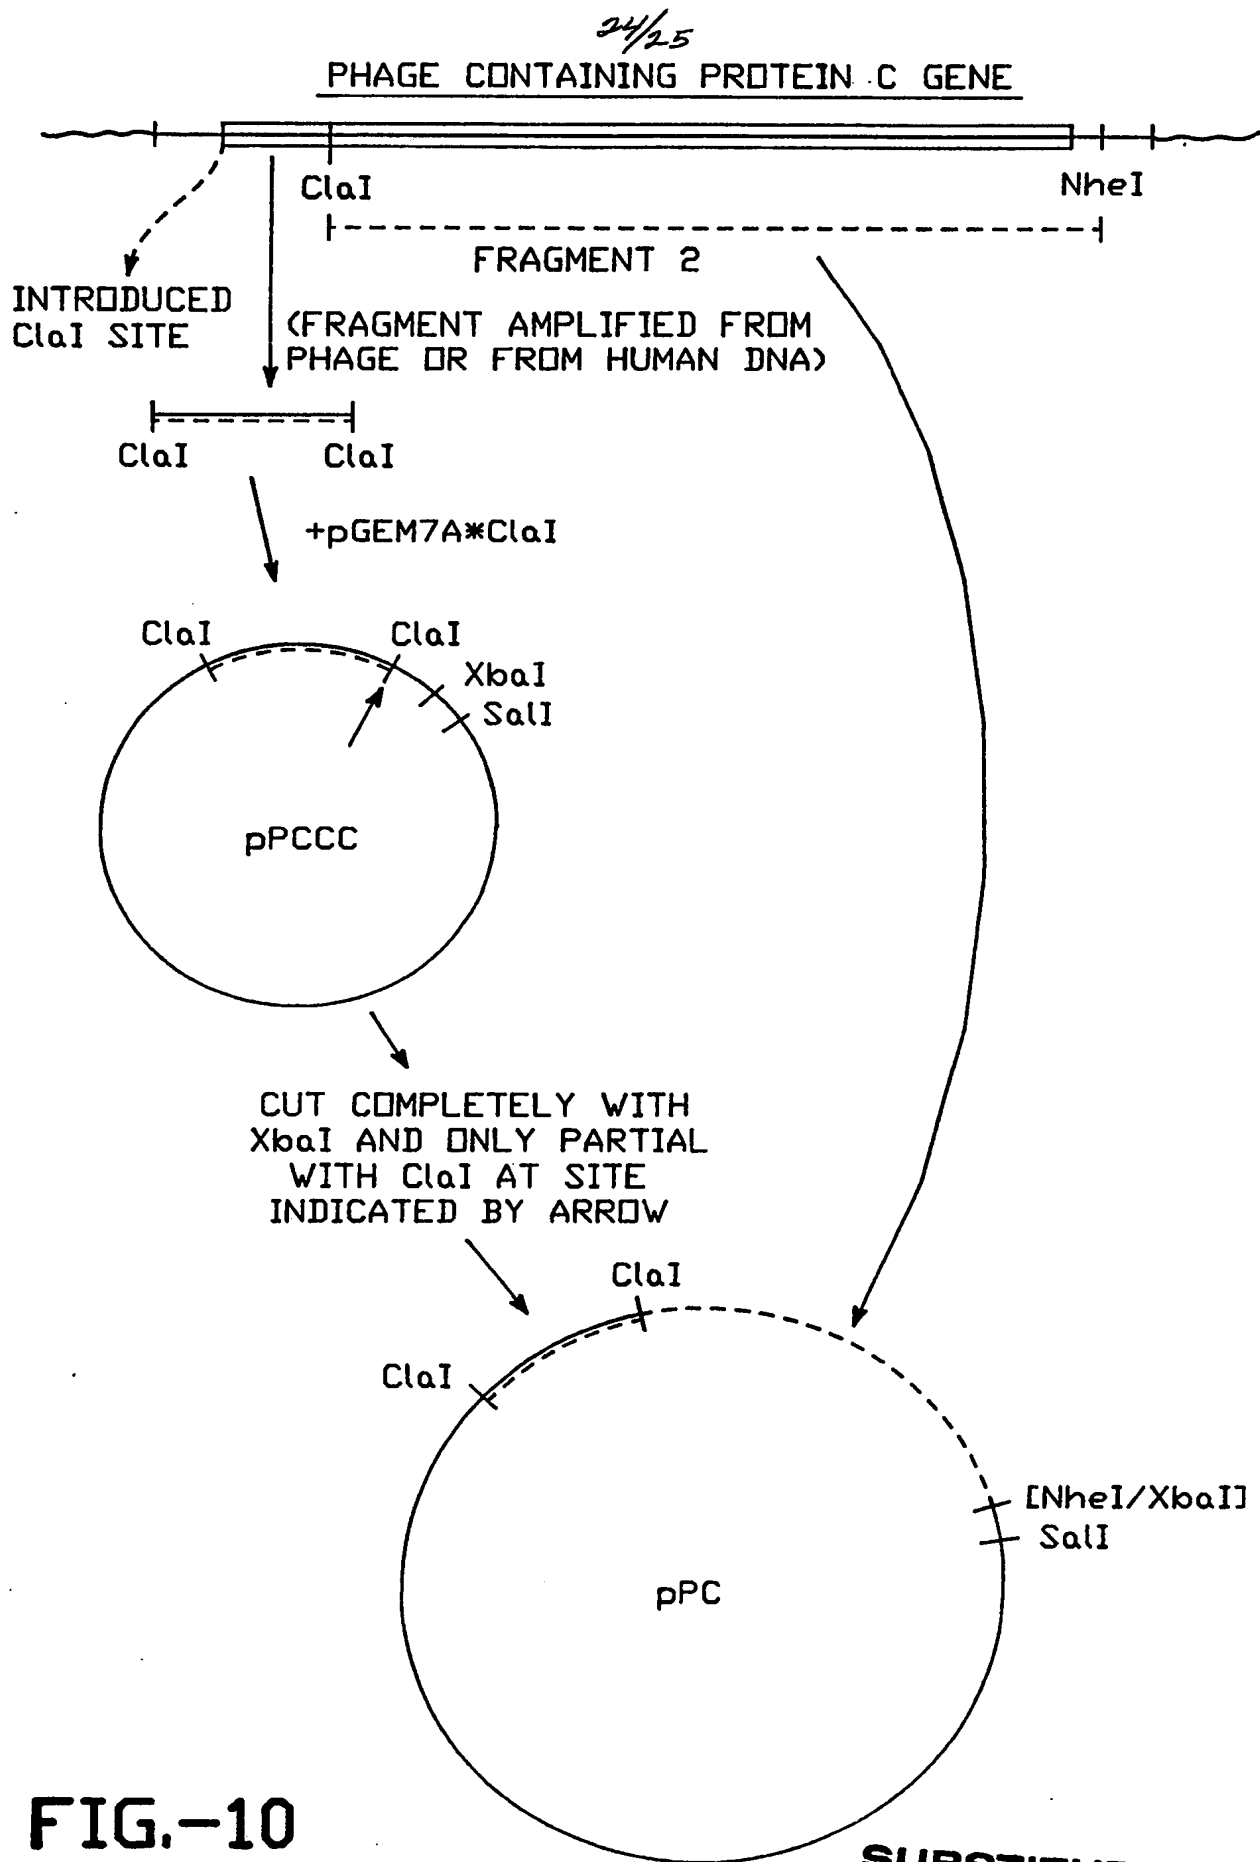 24/25
PHAGE CONTAINING PROTEIN C GENE
ClaI
NheI
FRAGMENT 2
INTRODUCED
ClaI SITE
(FRAGMENT AMPLIFIED FROM
PHAGE OR FROM HUMAN DNA)
ClaI
ClaI
+pGEM7A*ClaI
ClaI
ClaI
XbaI
SalI
pPCCC
CUT COMPLETELY WITH
XbaI AND ONLY PARTIAL
WITH ClaI AT SITE
INDICATED BY ARROW
ClaI
ClaI
[NheI/XbaI]
SalI
pPC
FIG.-10